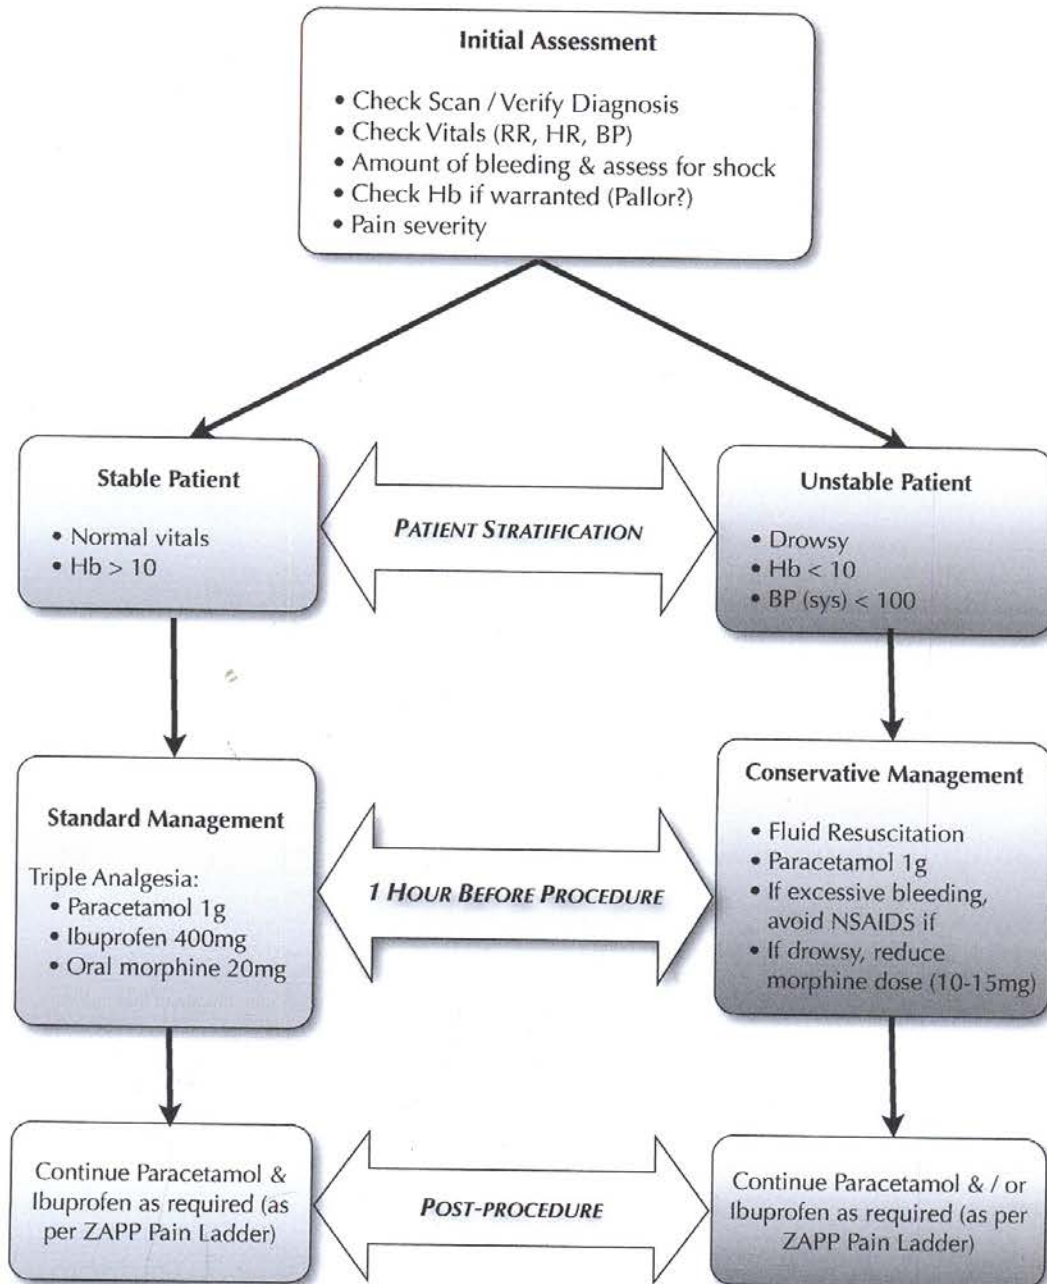 Initial Assessment
• Check Scan / Verify Diagnosis
• Check Vitals (RR, HR, BP)
• Amount of bleeding & assess for shock
• Check Hb if warranted (Pallor?)
• Pain severity
Stable Patient
• Normal vitals
• Hb > 10
PATIENT STRATIFICATION
Unstable Patient
• Drowsy
• Hb < 10
• BP (sys) < 100
Standard Management
Triple Analgesia:
• Paracetamol 1g
• Ibuprofen 400mg
• Oral morphine 20mg
1 HOUR BEFORE PROCEDURE
Conservative Management
• Fluid Resuscitation
• Paracetamol 1g
• If excessive bleeding,
avoid NSAIDS if
• If drowsy, reduce
morphine dose (10-15mg)
Continue Paracetamol &
Ibuprofen as required (as
per ZAPP Pain Ladder)
POST-PROCEDURE
Continue Paracetamol & / or
Ibuprofen as required (as per
ZAPP Pain Ladder)